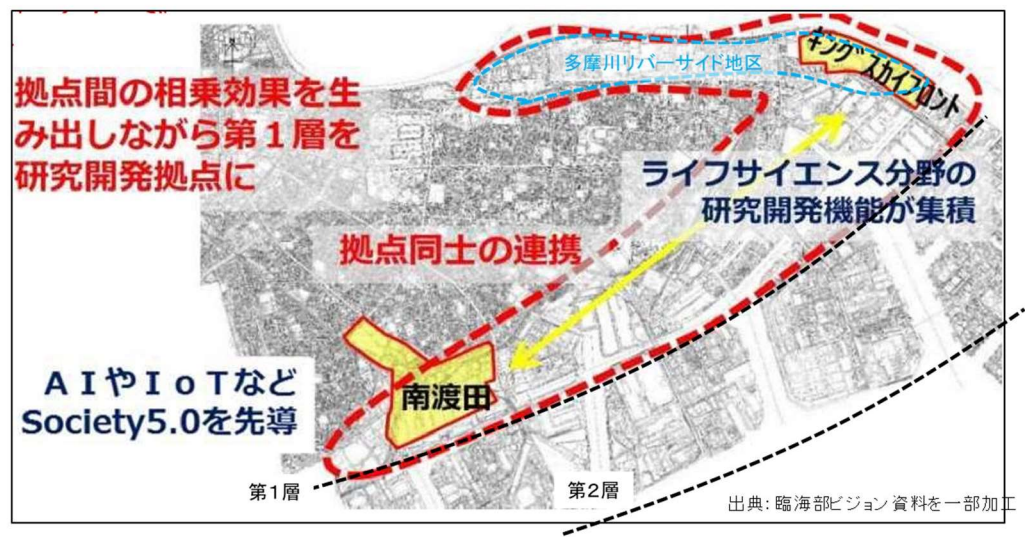 拠点間の相乗効果を生
み出しながら第１層を
研究開発拠点に
多摩川リバーサイド地区
キングスカイフロント
ライフサイエンス分野の
研究開発機能が集積
拠点同士の連携
ＡＩやＩｏＴなど
Society5.0を先導
南渡田
第１層
第２層
出典：臨海部ビジョン資料を一部加工